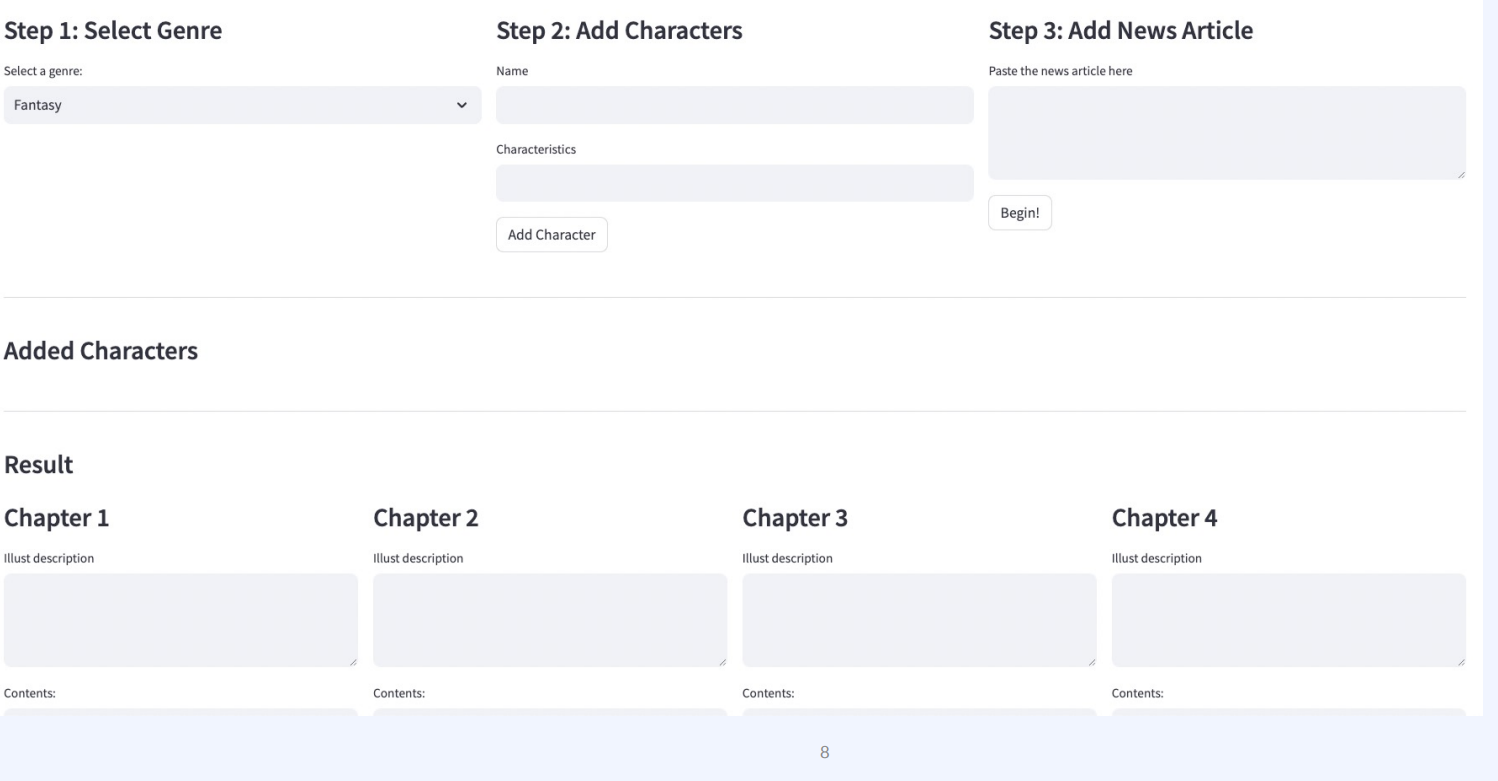 Step 1: Select Genre
Select a genre:
Fantasy
Step 2: Add Characters
Name
Characteristics
Add Character
Step 3: Add News Article
Paste the news article here
Begin!
Added Characters
Result
Chapter 1
Illust description
Contents:
Chapter 2
Illust description
Contents:
Chapter 3
Illust description
Contents:
Chapter 4
Illust description
Contents:
8